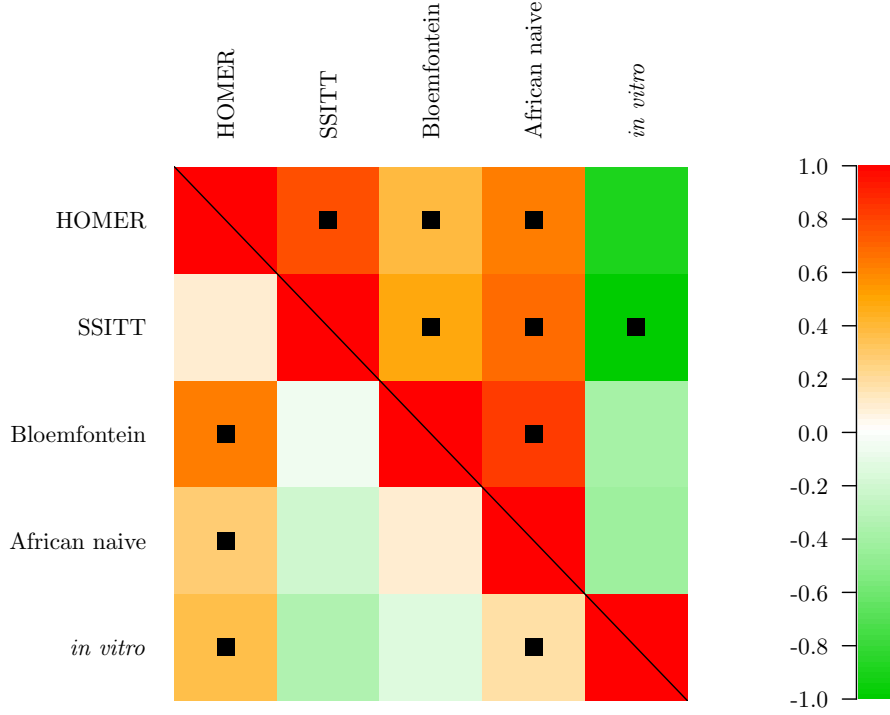 HOMER
SSITT
Bloemfontein
African naive
in vitro
HOMER
SSITT
Bloemfontein
African naive
in vitro
1.0
0.8
0.6
0.4
0.2
0.0
-0.2
-0.4
-0.6
-0.8
-1.0